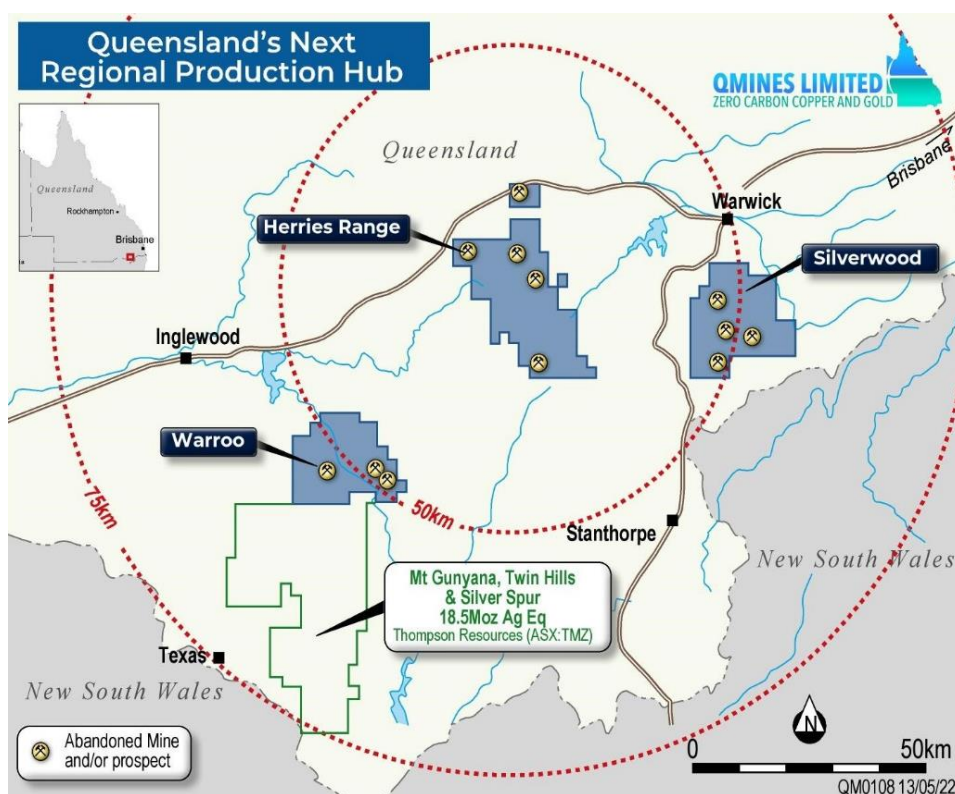 Queensland's Next
Regional Production Hub
QMINES LIMITED
ZERO CARBON COPPER AND GOLD
Queensland
Rockhampton
Brisbane
Queensland
Brisbane
Warwick
Herries Range
Silverwood
Inglewood
Warroo
75km
50km
Stanthorpe
New South Wales
Mt Gunyana, Twin Hills
& Silver Spur
18.5Moz Ag Eq
Thompson Resources (ASX:TMZ)
Texas
New South Wales
Abandoned Mine
and/or prospect
N
0 50km
QM0108 13/05/22